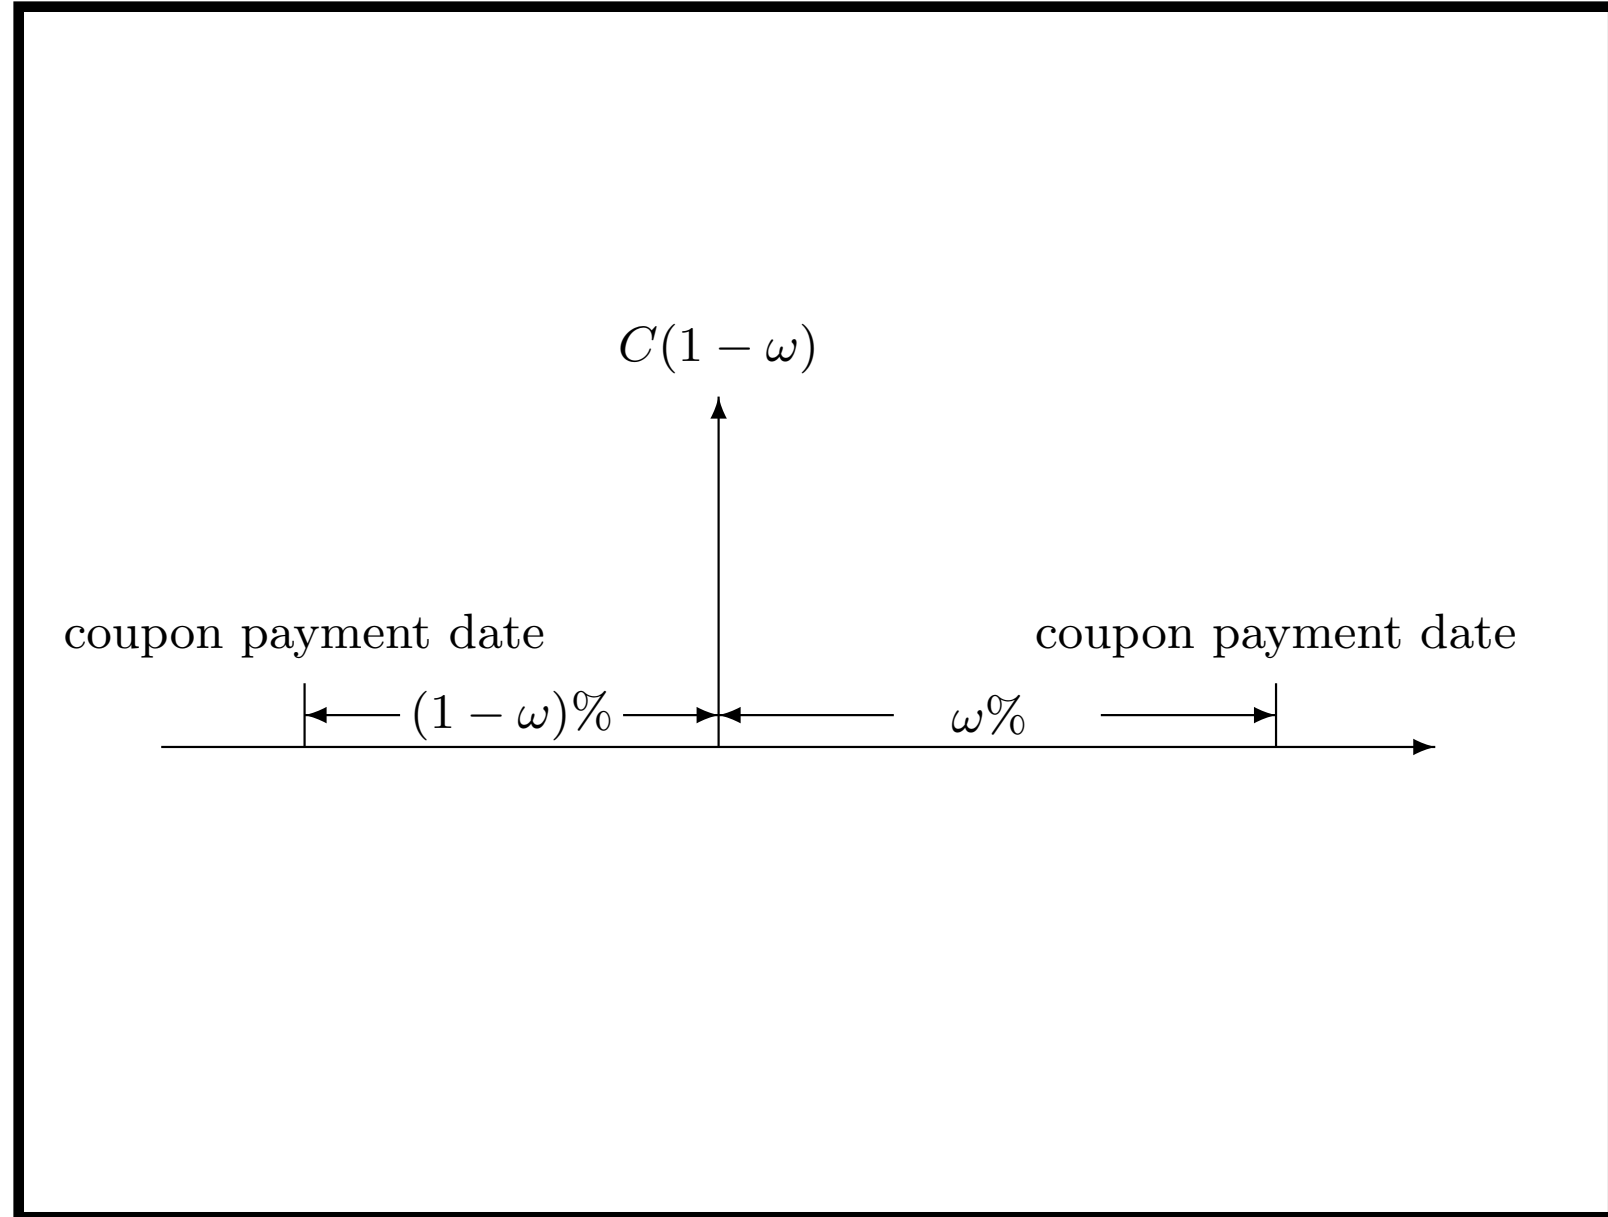 C(1 − ω)
coupon payment date
coupon payment date
(1 − ω)%
ω%